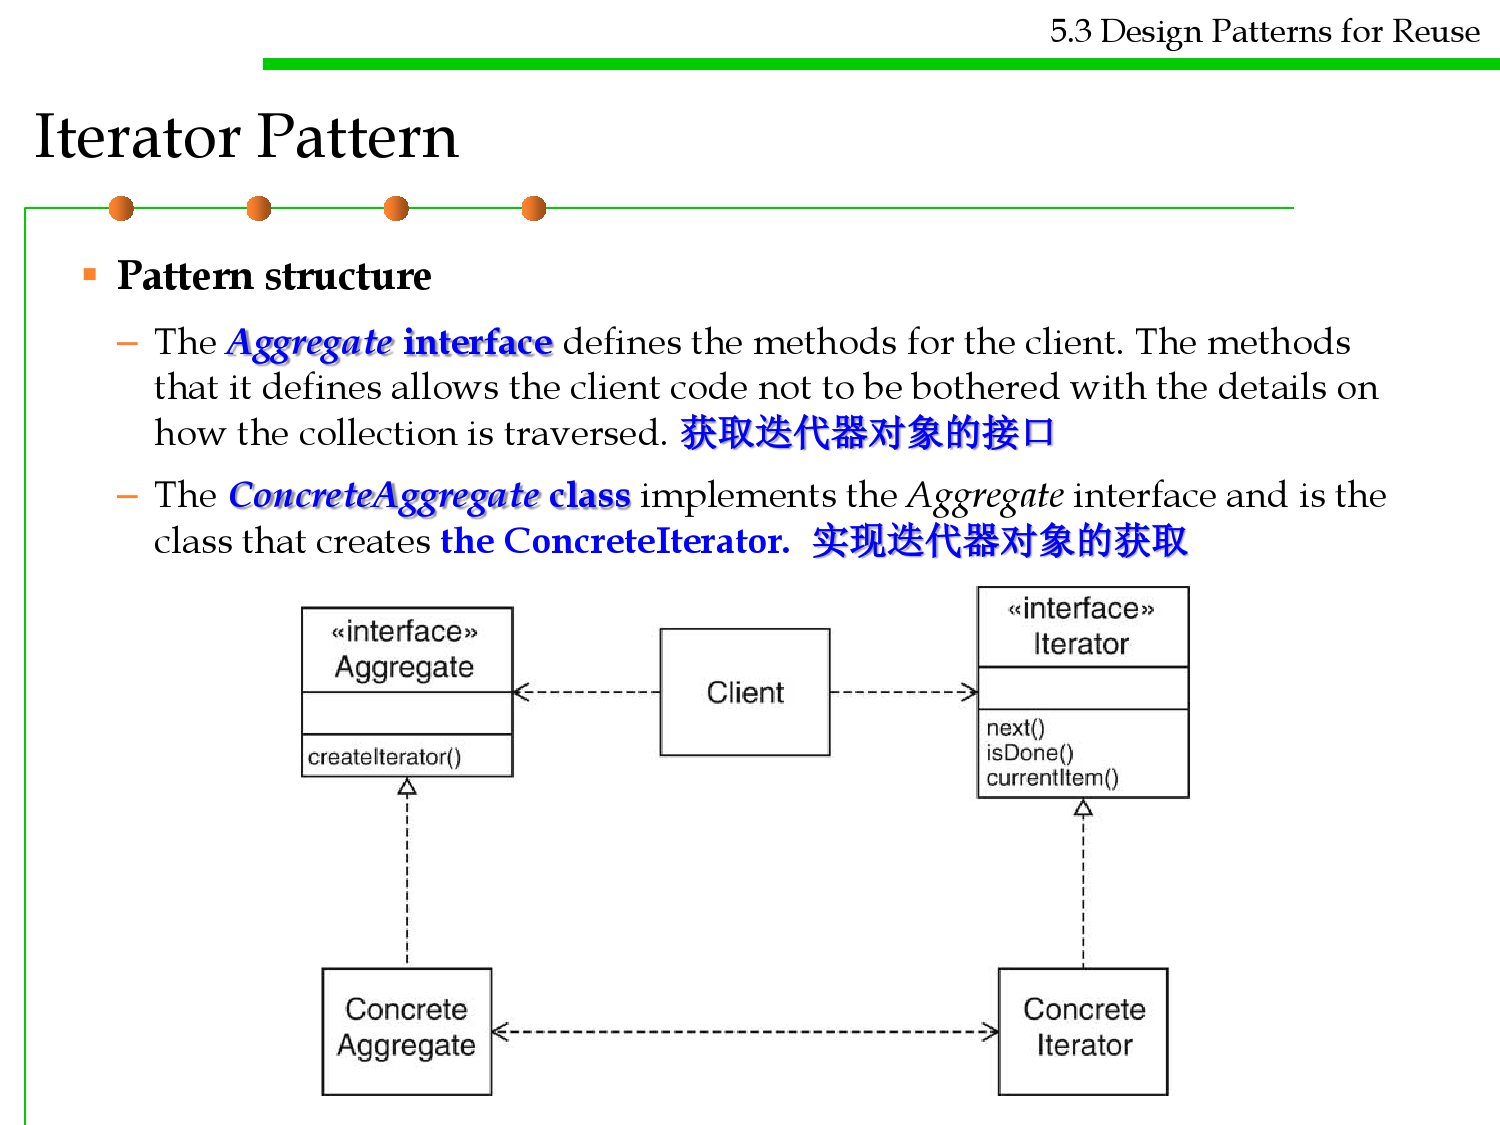 5.3 Design Patterns for Reuse
Iterator Pattern
▪ Pattern structure
– The Aggregate interface defines the methods for the client. The methods
that it defines allows the client code not to be bothered with the details on
how the collection is traversed. 获取迭代器对象的接口
– The ConcreteAggregate class implements the Aggregate interface and is the
class that creates the ConcreteIterator. 实现迭代器对象的获取
«interface»
Aggregate
createIterator()
Client
«interface»
Iterator
next()
isDone()
currentItem()
Concrete
Aggregate
Concrete
Iterator